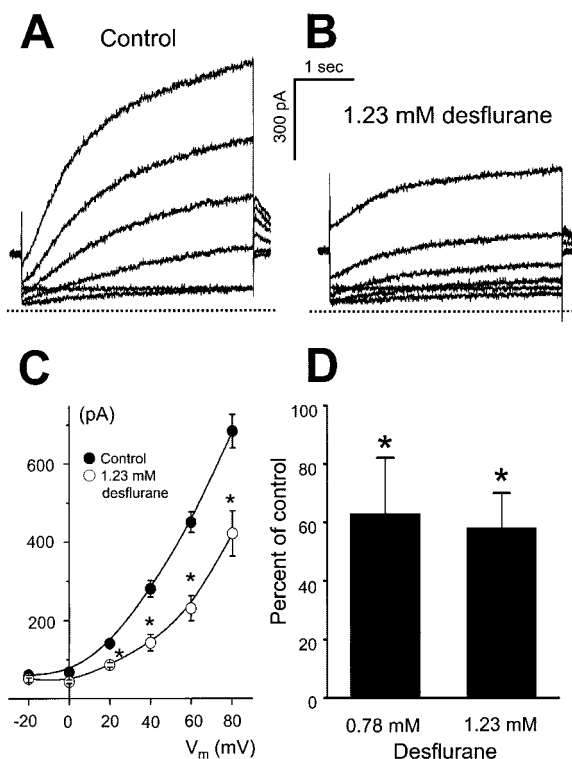 A
Control
B
1 sec
300 pA
1.23 mM desflurane
C
(pA)
Control
1.23 mM
desflurane
600
400
200
*
*
*
*
-20 0 20 40 60 80
Vm (mV)
D
Percent of control
100
80
60
40
20
0
*
*
0.78 mM 1.23 mM
Desflurane